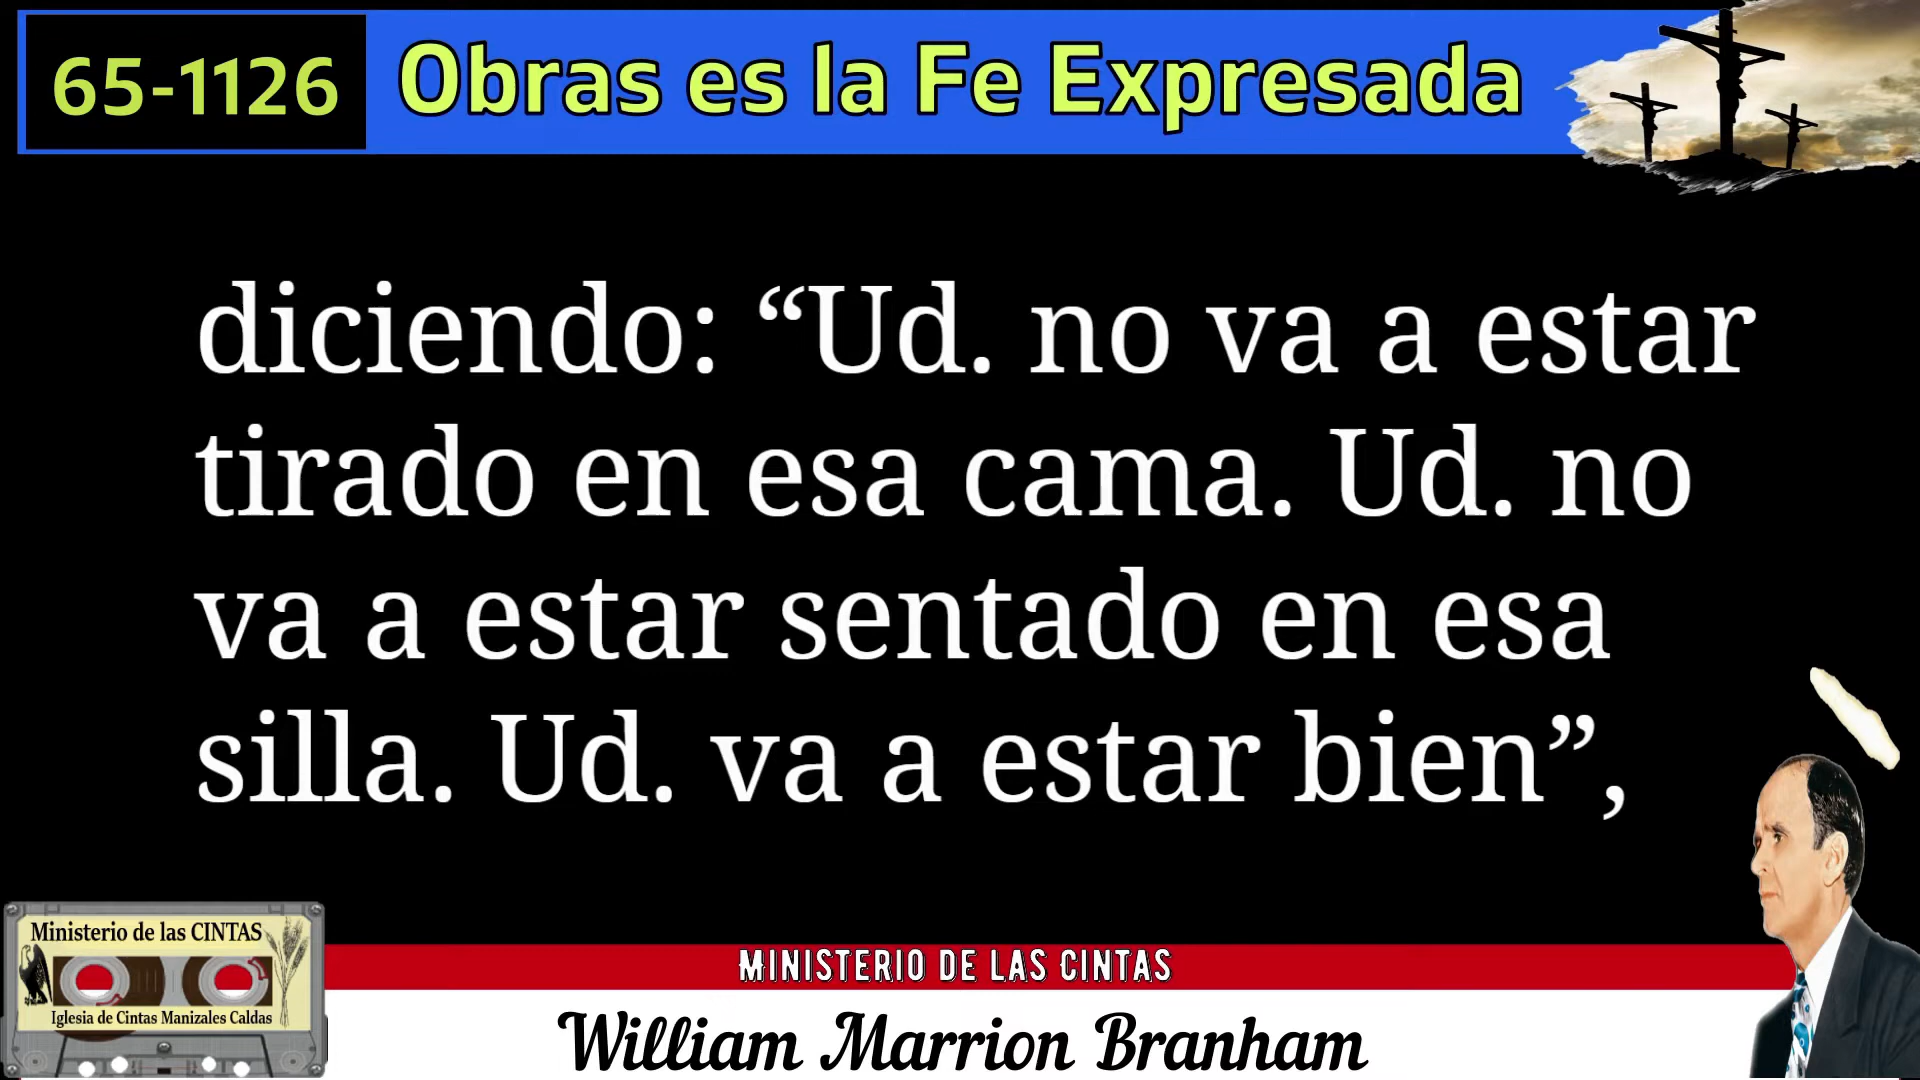 65-1126
Obras es la Fe Expresada
diciendo: “Ud. no va a estar
tirado en esa cama. Ud. no
va a estar sentado en esa
silla. Ud. va a estar bien”,
Ministerio de las CINTAS
Iglesia de Cintas Manizales Caldas
MINISTERIO DE LAS CINTAS
William Marrion Branham